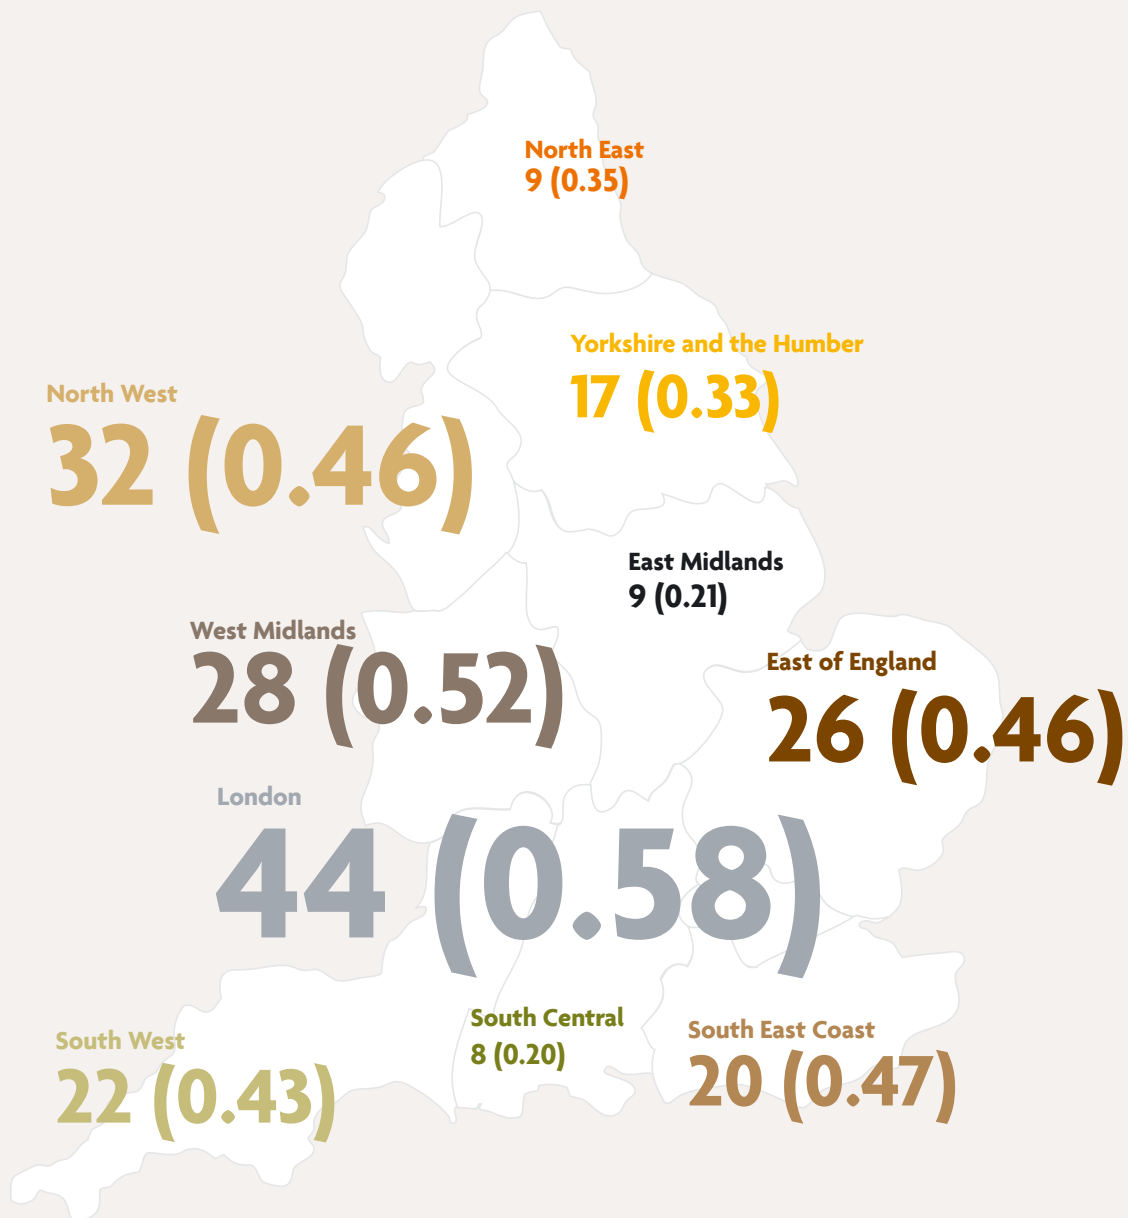 North East
9 (0.35)
Yorkshire and the Humber
17 (0.33)
North West
32 (0.46)
East Midlands
9 (0.21)
West Midlands
28 (0.52)
East of England
26 (0.46)
London
44 (0.58)
South Central
8 (0.20)
South East Coast
20 (0.47)
South West
22 (0.43)